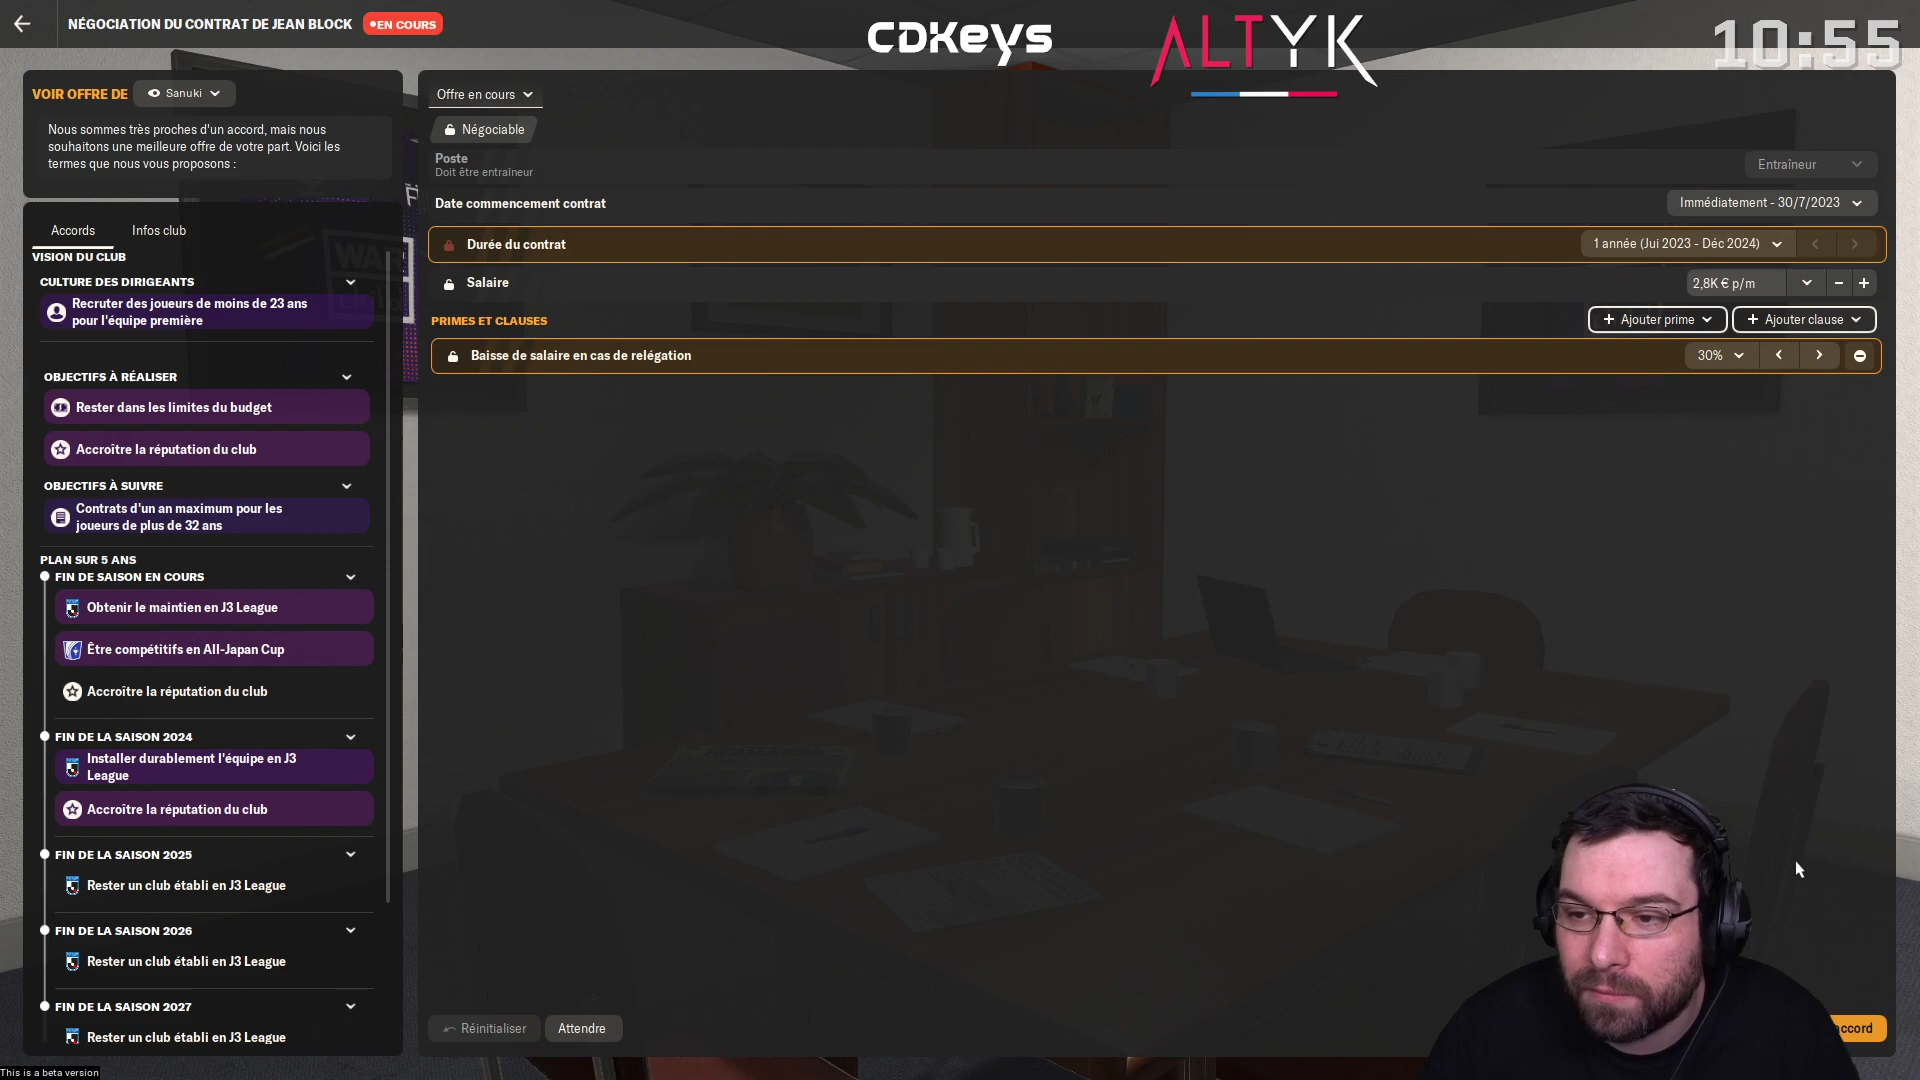 NÉGOCIATION DU CONTRAT DE JEAN BLOCK
EN COURS
CDKeys
ALTYK
10:55
VOIR OFFRE DE
Sanuki
Nous sommes très proches d'un accord, mais nous
souhaitons une meilleure offre de votre part. Voici les
termes que nous vous proposons :
Accords
Infos club
VISION DU CLUB
CULTURE DES DIRIGEANTS
Recruter des joueurs de moins de 23 ans
pour l'équipe première
OBJECTIFS À RÉALISER
Rester dans les limites du budget
Accroître la réputation du club
OBJECTIFS À SUIVRE
Contrats d'un an maximum pour les
joueurs de plus de 32 ans
PLAN SUR 5 ANS
FIN DE SAISON EN COURS
Obtenir le maintien en J3 League
Être compétitifs en All-Japan Cup
Accroître la réputation du club
FIN DE LA SAISON 2024
Installer durablement l'équipe en J3
League
Accroître la réputation du club
FIN DE LA SAISON 2025
Rester un club établi en J3 League
FIN DE LA SAISON 2026
Rester un club établi en J3 League
FIN DE LA SAISON 2027
Rester un club établi en J3 League
Offre en cours
Négociable
Poste
Doit être entraîneur
Entraîneur
Date commencement contrat
Immédiatement - 30/7/2023
Durée du contrat
1 année (Jui 2023 - Déc 2024)
Salaire
2,8K € p/m
PRIMES ET CLAUSES
Ajouter prime
Ajouter clause
Baisse de salaire en cas de relégation
30%
Réinitialiser
Attendre
accord
This is a beta version